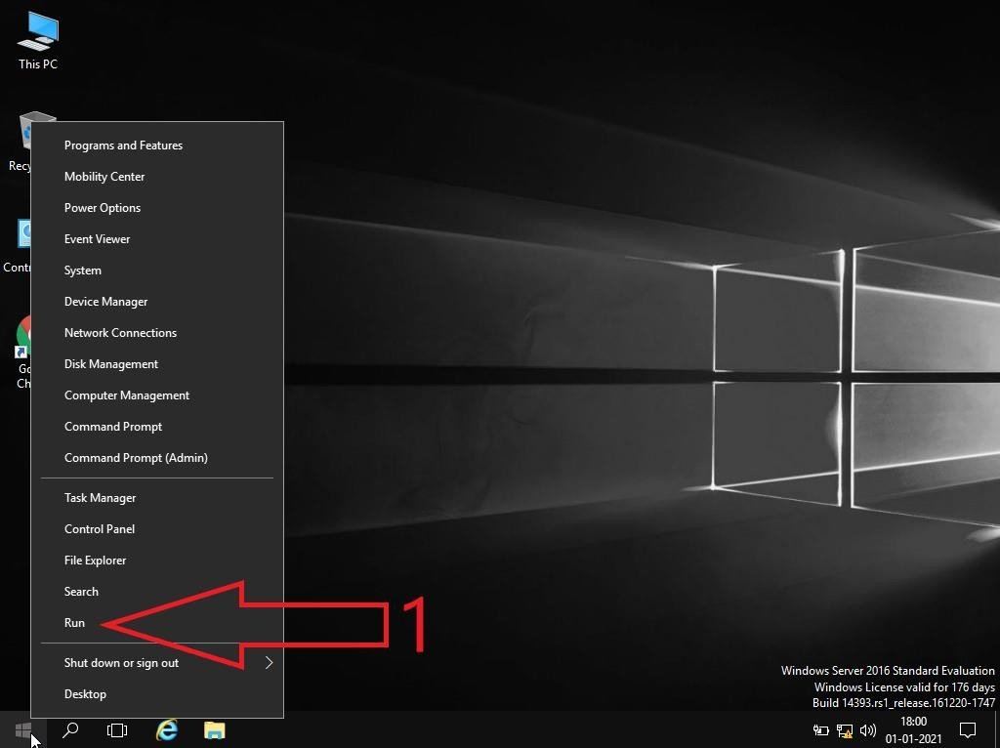 This PC
Recy
Contr
Go
Ch
Programs and Features
Mobility Center
Power Options
Event Viewer
System
Device Manager
Network Connections
Disk Management
Computer Management
Command Prompt
Command Prompt (Admin)
Task Manager
Control Panel
File Explorer
Search
Run
1
Shut down or sign out
Desktop
Windows Server 2016 Standard Evaluation
Windows License valid for 176 days
Build 14393.rs1_release.161220-1747
18:00
01-01-2021